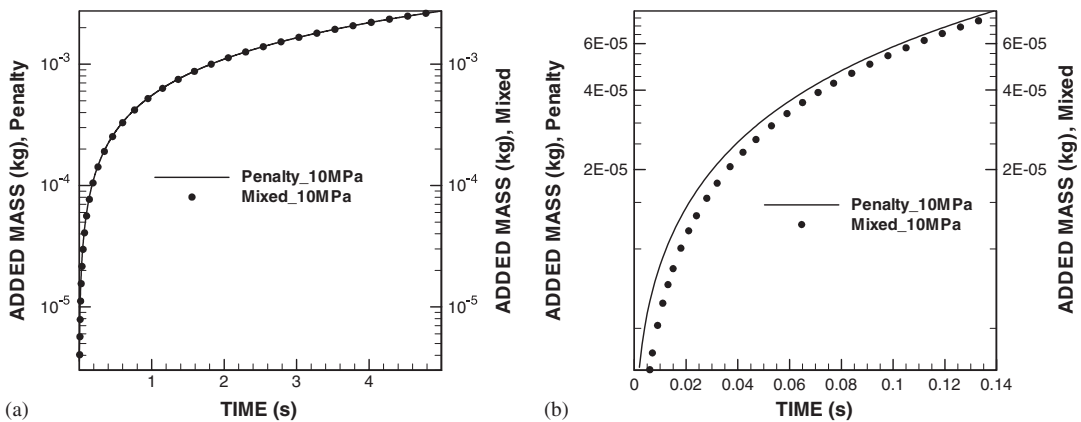 ADDED MASS (kg), Penalty
10⁻³
10⁻⁴
10⁻⁵
Penalty_10MPa
Mixed_10MPa
10⁻³
10⁻⁴
10⁻⁵
ADDED MASS (kg), Mixed
1
2
3
4
TIME (s)
(a)
ADDED MASS (kg), Penalty
6E-05
4E-05
2E-05
Penalty_10MPa
Mixed_10MPa
6E-05
4E-05
2E-05
ADDED MASS (kg), Mixed
0
0.02
0.04
0.06
0.08
0.1
0.12
0.14
TIME (s)
(b)